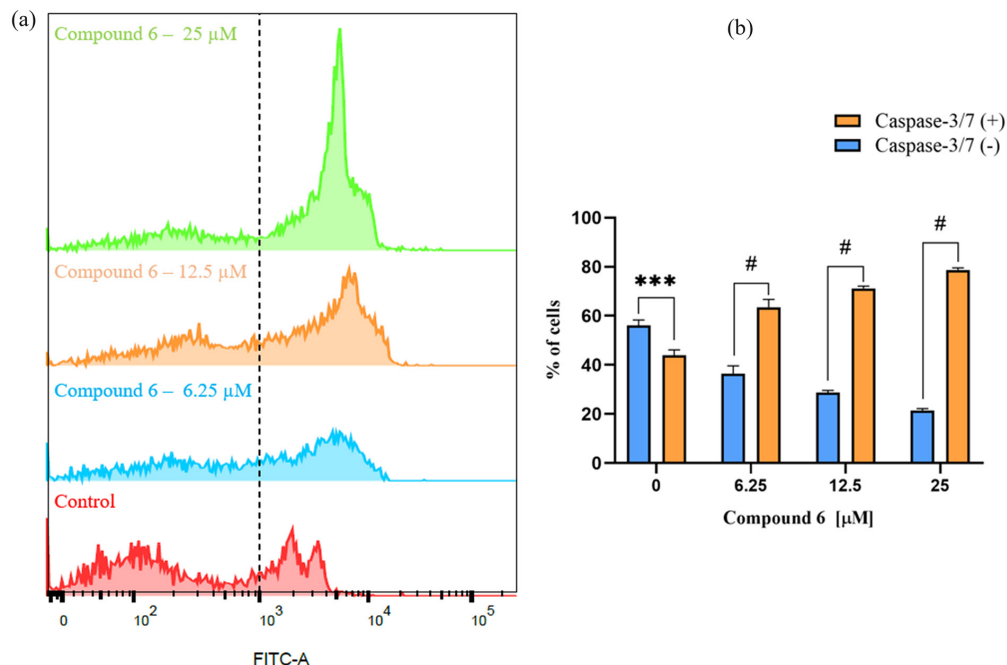 (a)
Compound 6 – 25 µM
Compound 6 – 12.5 µM
Compound 6 – 6.25 µM
Control
0 10² 10³ 10⁴ 10⁵
FITC-A
(b)
Caspase-3/7 (+)
Caspase-3/7 (-)
% of cells
100
80
60
40
20
0
***
#
#
#
0 6.25 12.5 25
Compound 6 [µM]